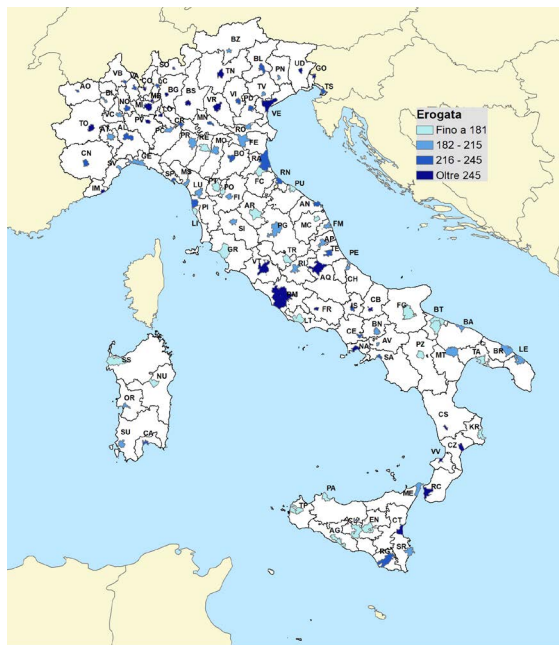 BZ
SO
BL
VB
TN
PN
UD
GO
AO
VA
CO
LC
BG
BS
TV
TS
BI
MB
NO
MI
VI
PD
VR
VE
VC
LO
CR
MN
TO
AT
AL
PV
PC
RO
PR
RE
MO
FE
CN
GE
SV
BO
RA
IM
SP
MS
FC
RN
LU
PT
PO
FI
PU
PI
AR
AN
LI
SI
MC
FM
PG
AP
GR
TE
TR
VT
RI
PE
AQ
CH
RM
FR
IS
CB
LT
FG
BT
CE
BN
BA
NA
AV
SA
PZ
MT
TA
BR
LE
SS
NU
OR
CS
KR
SU
CA
CZ
VV
PA
ME
RC
TP
EN
CT
AG
RG
SR
Erogata
Fino a 181
182 - 215
216 - 245
Oltre 245